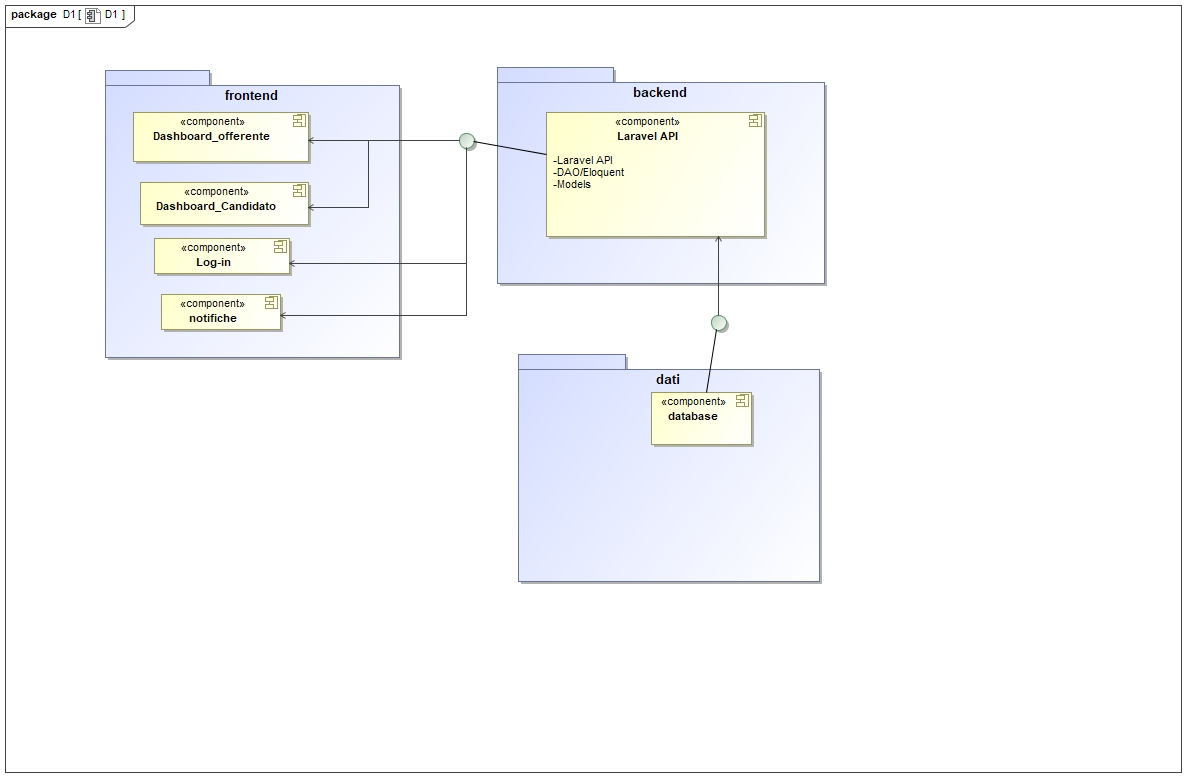 package D1 [ D1 ]
frontend
«component»
Dashboard_offerente
«component»
Dashboard_Candidato
«component»
Log-in
«component»
notifiche
backend
«component»
Laravel API
-Laravel API
-DAO/Eloquent
-Models
dati
«component»
database